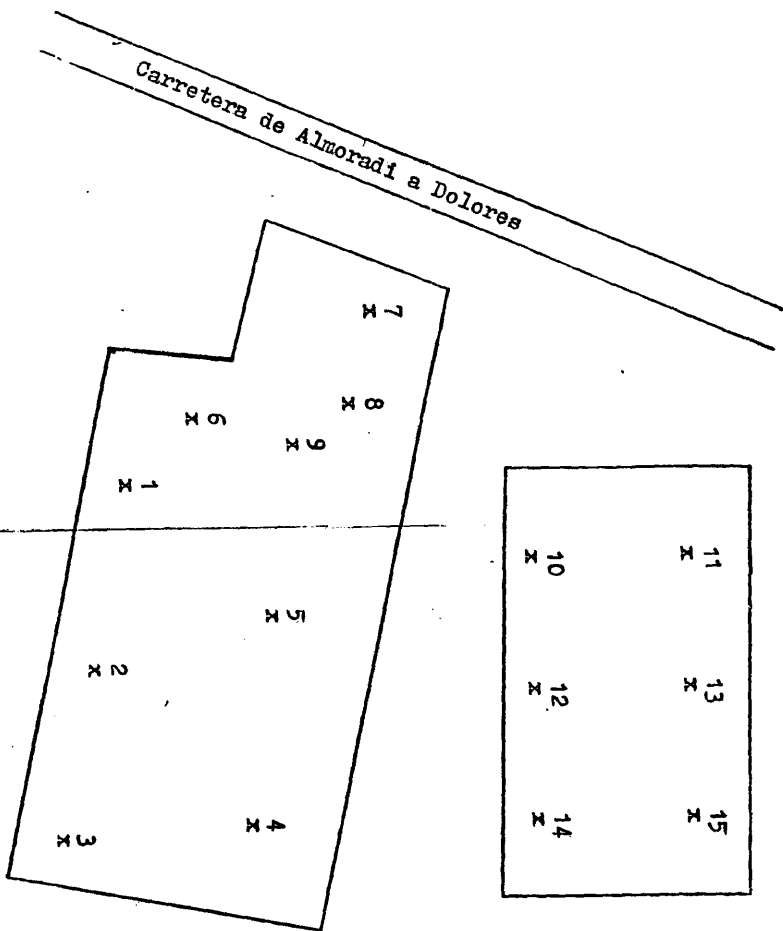 Carretera de Almoradí a Dolores
x 7
x 8
x 9
x 6
x 1
x 5
x 2
x 4
x 3
x 10
x 11
x 12
x 13
x 14
x 15